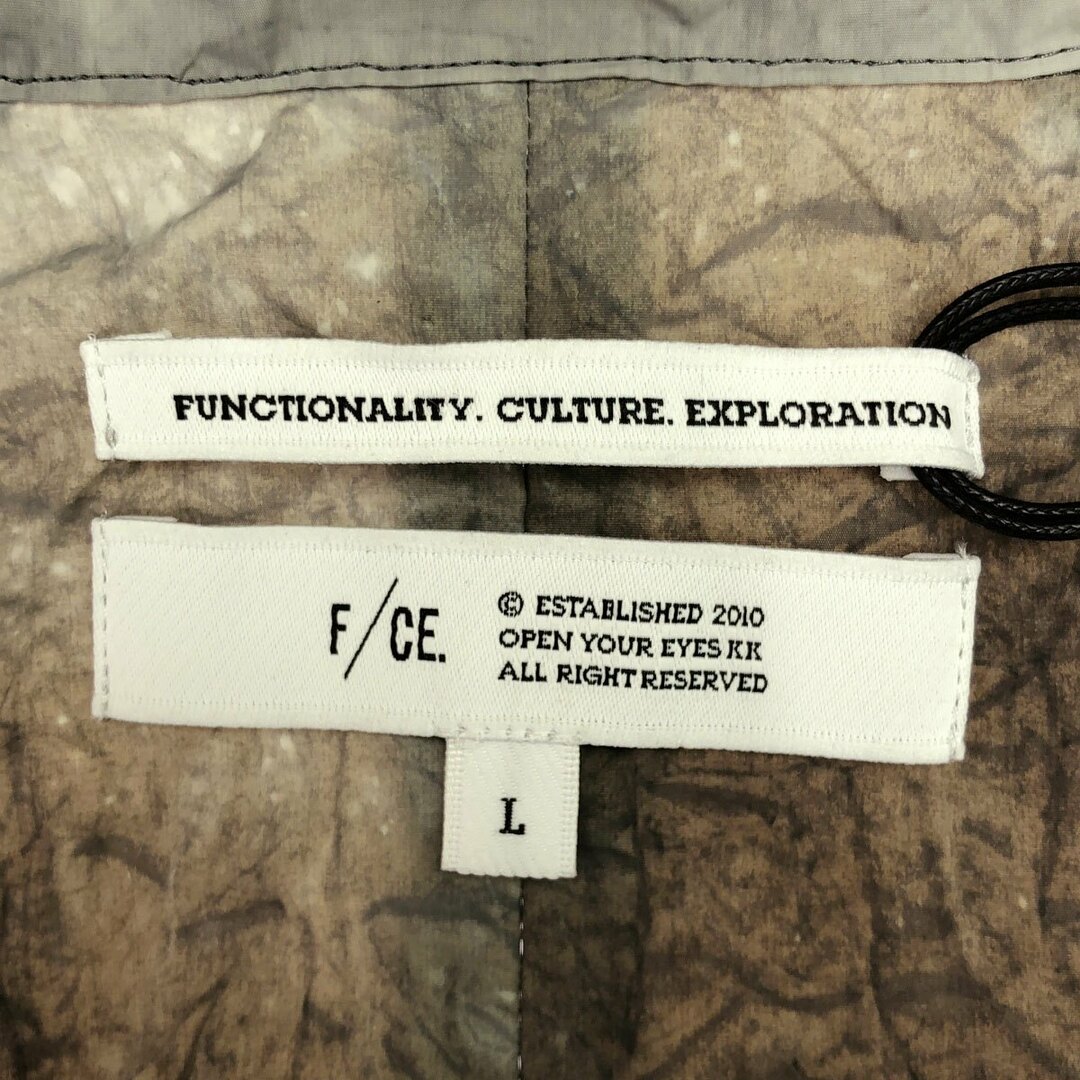 FUNCTIONALITY. CULTURE. EXPLORATION
F/CE.
© ESTABLISHED 2010
OPEN YOUR EYES KK
ALL RIGHT RESERVED
L